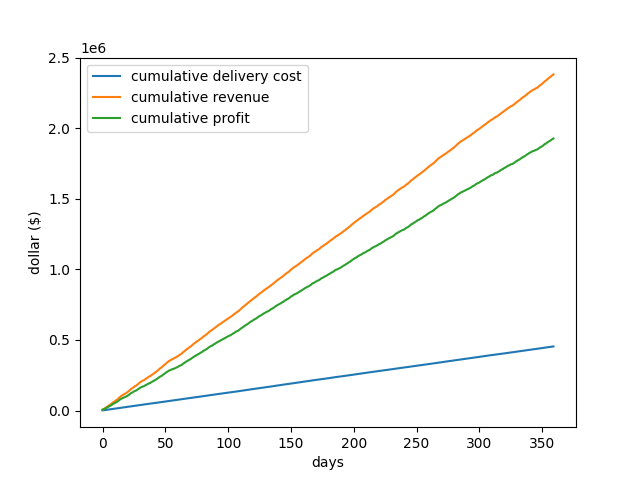 1e6
2.5
2.0
1.5
1.0
0.5
0.0
dollar ($)
cumulative delivery cost
cumulative revenue
cumulative profit
0 50 100 150 200 250 300 350
days